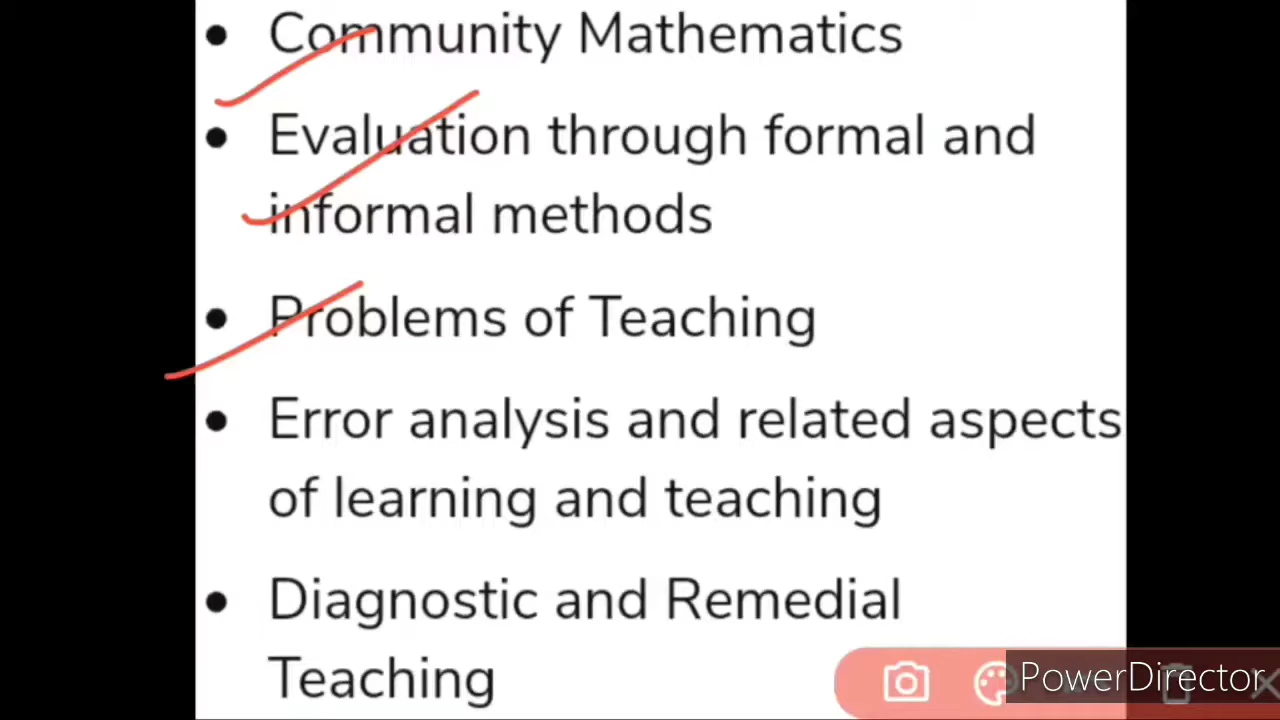 • Community Mathematics
• Evaluation through formal and
informal methods
• Problems of Teaching
• Error analysis and related aspects
of learning and teaching
• Diagnostic and Remedial
Teaching
PowerDirector